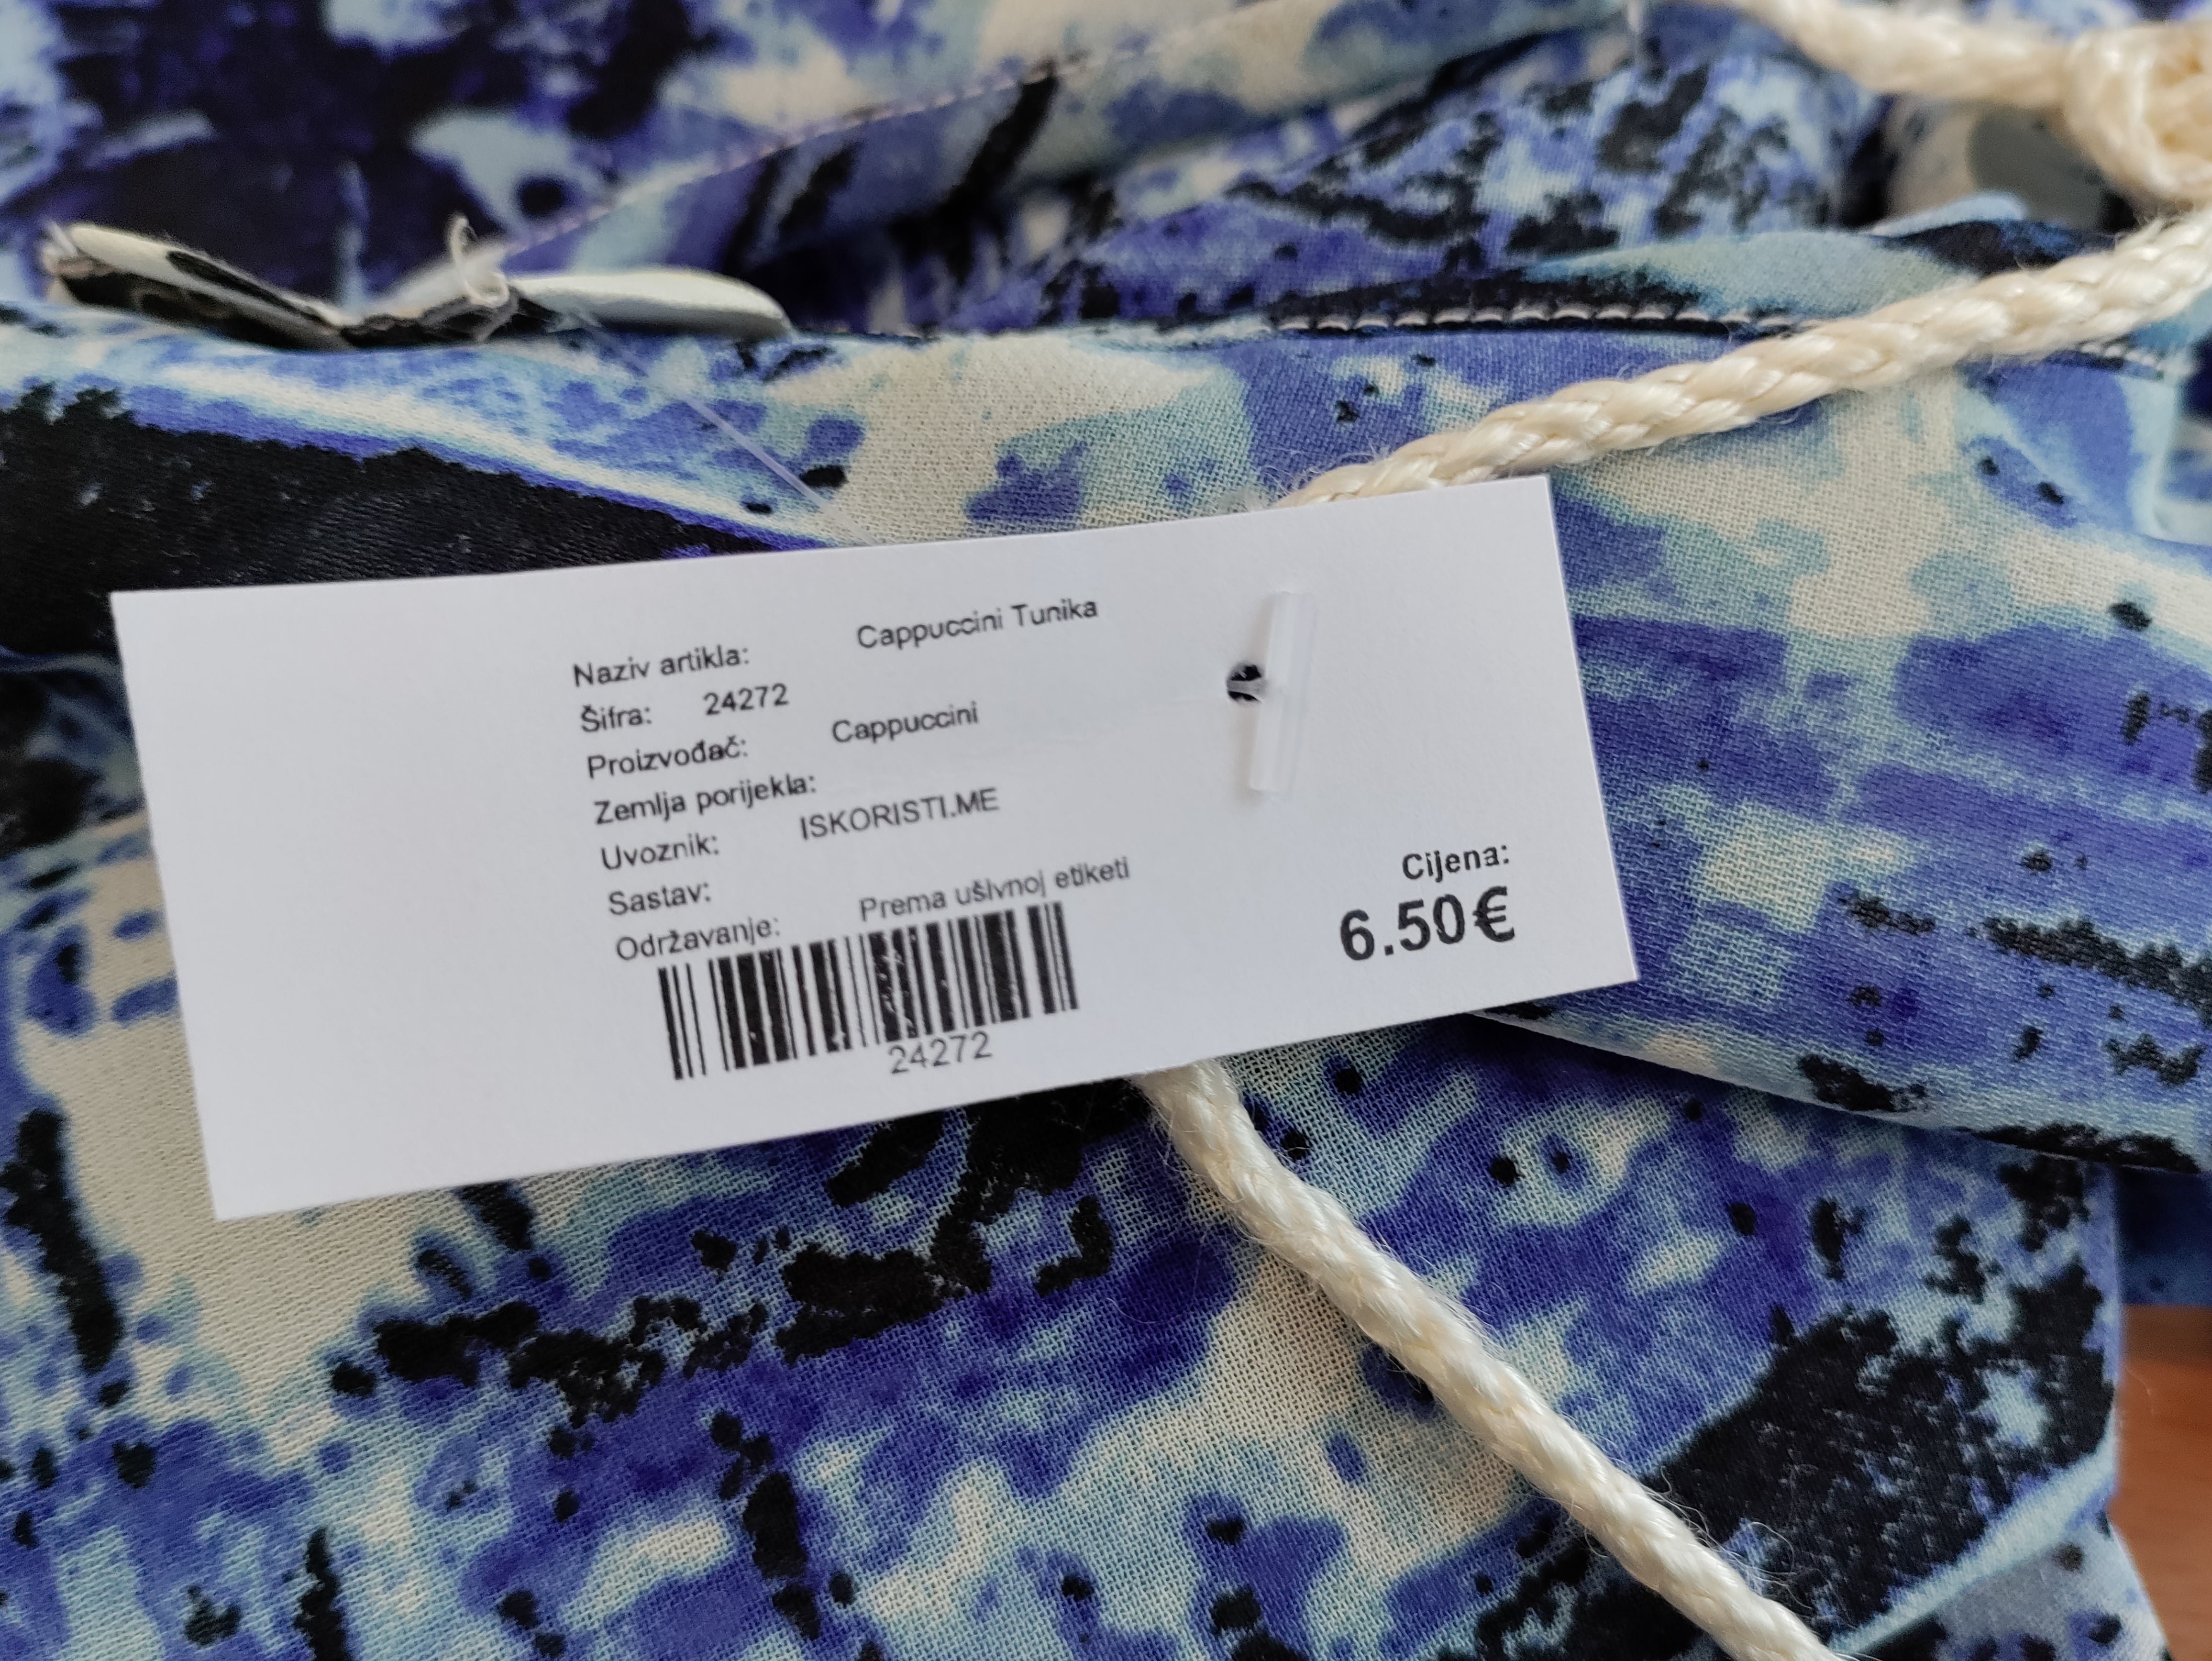 Naziv artikla: Cappuccini Tunika
Šifra: 24272
Proizvođač: Cappuccini
Zemlja porijekla:
Uvoznik: ISKORISTI.ME
Sastav:
Održavanje: Prema ušivnoj etiketi
24272
Cijena:
6.50€